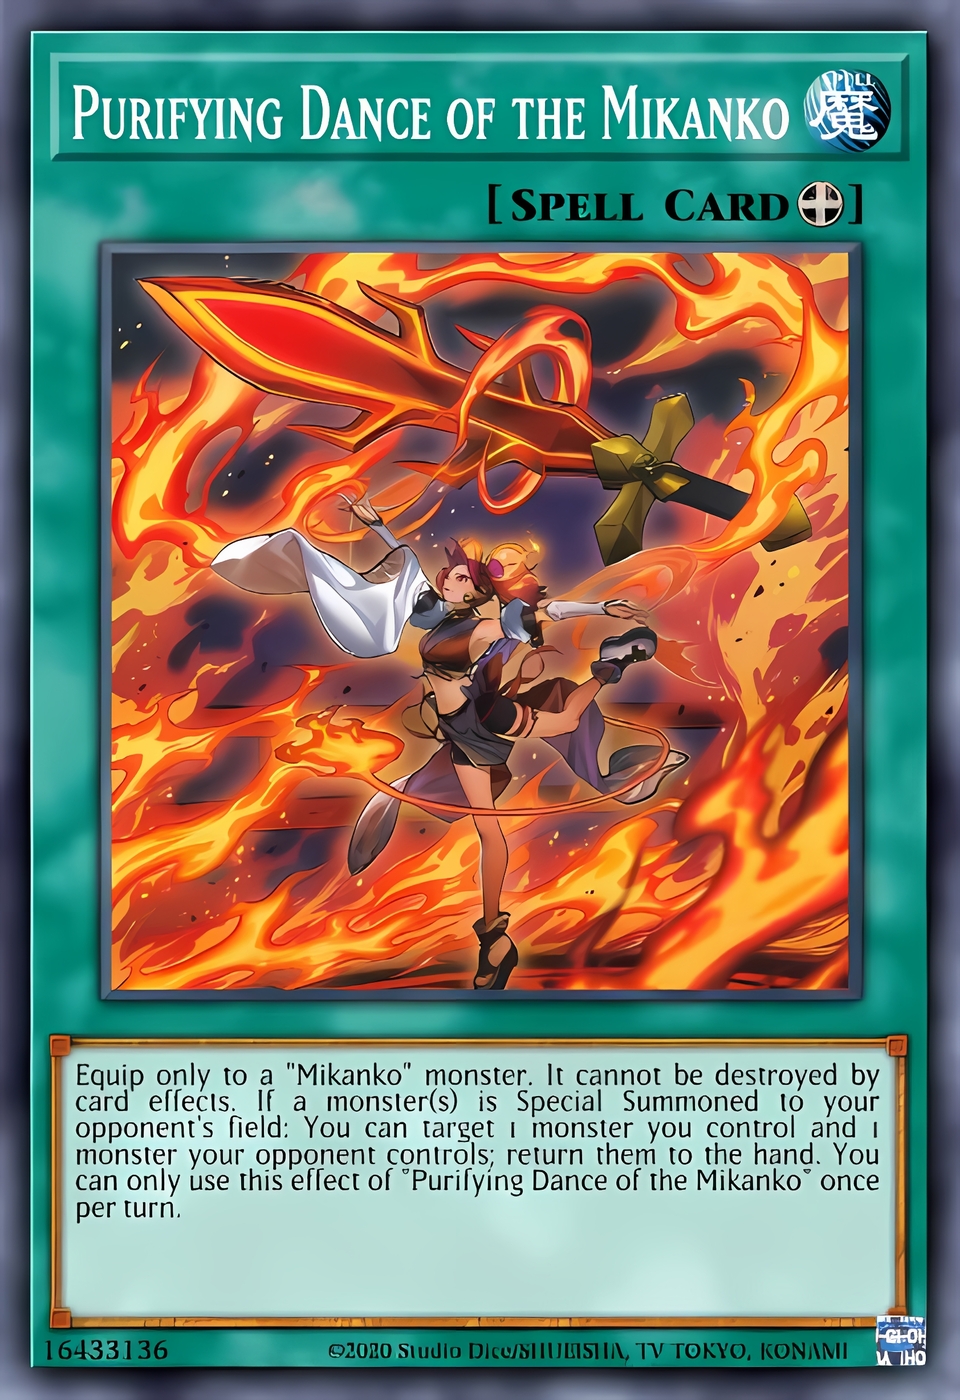 PURIFYING DANCE OF THE MIKANKO
魔
[SPELL CARD]
Equip only to a "Mikanko" monster. It cannot be destroyed by
card effects. If a monster(s) is Special Summoned to your
opponent's field: You can target 1 monster you control and 1
monster your opponent controls; return them to the hand. You
can only use this effect of "Purifying Dance of the Mikanko" once
per turn.
16433136
©2020 Studio Dice/SHUEISHA, TV TOKYO, KONAMI